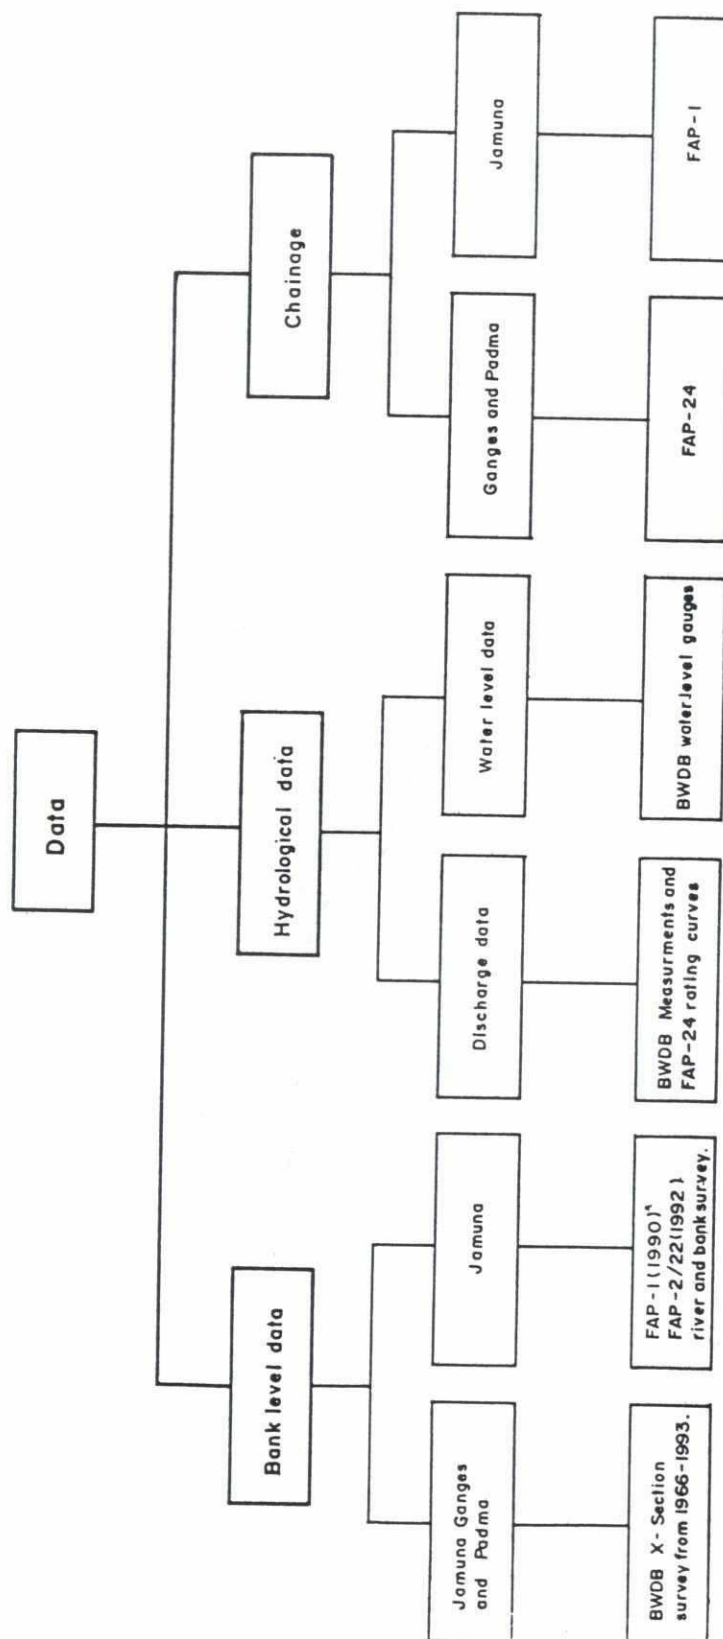 Data
Bank level data
Hydrological data
Chainage
Jamuna Ganges
and Padma
Jamuna
Discharge data
Water level data
Ganges and Padma
Jamuna
BWDB X - Section
survey from 1966-1993.
FAP-1(1990)
FAP-2/22(1992)
river and bank survey.
BWDB Measurments and
FAP-24 rating curves
BWDB water level gauges
FAP-24
FAP-1